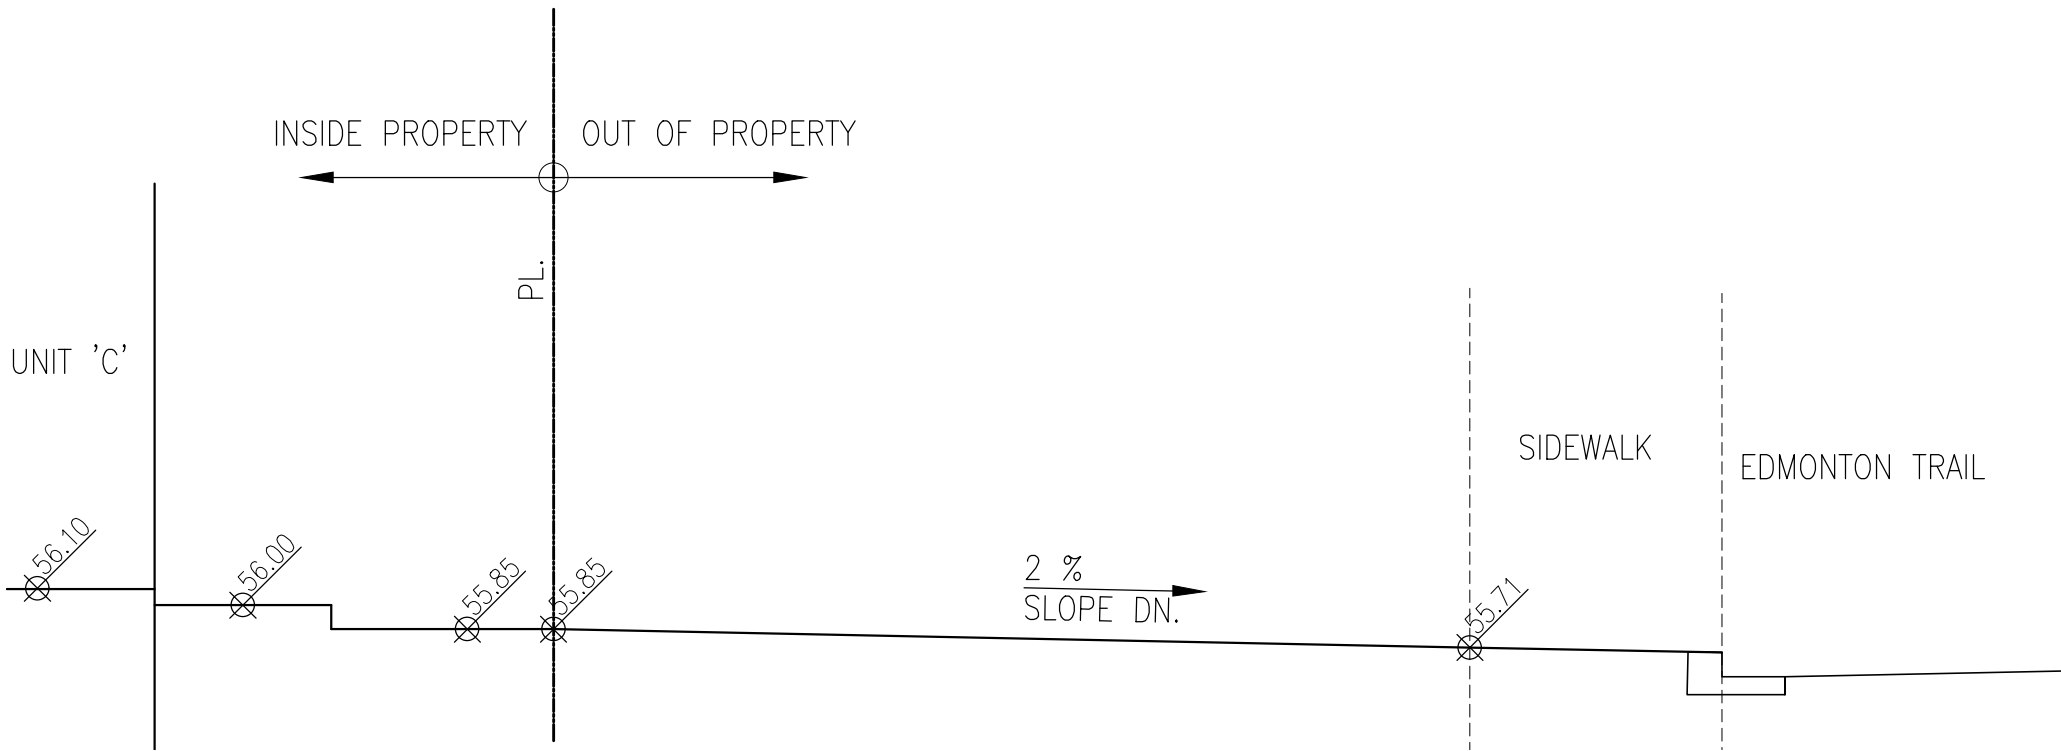 INSIDE PROPERTY
OUT OF PROPERTY
PL.
UNIT 'C'
SIDEWALK
EDMONTON TRAIL
56.10
56.00
55.85
55.85
2 %
SLOPE DN.
55.71